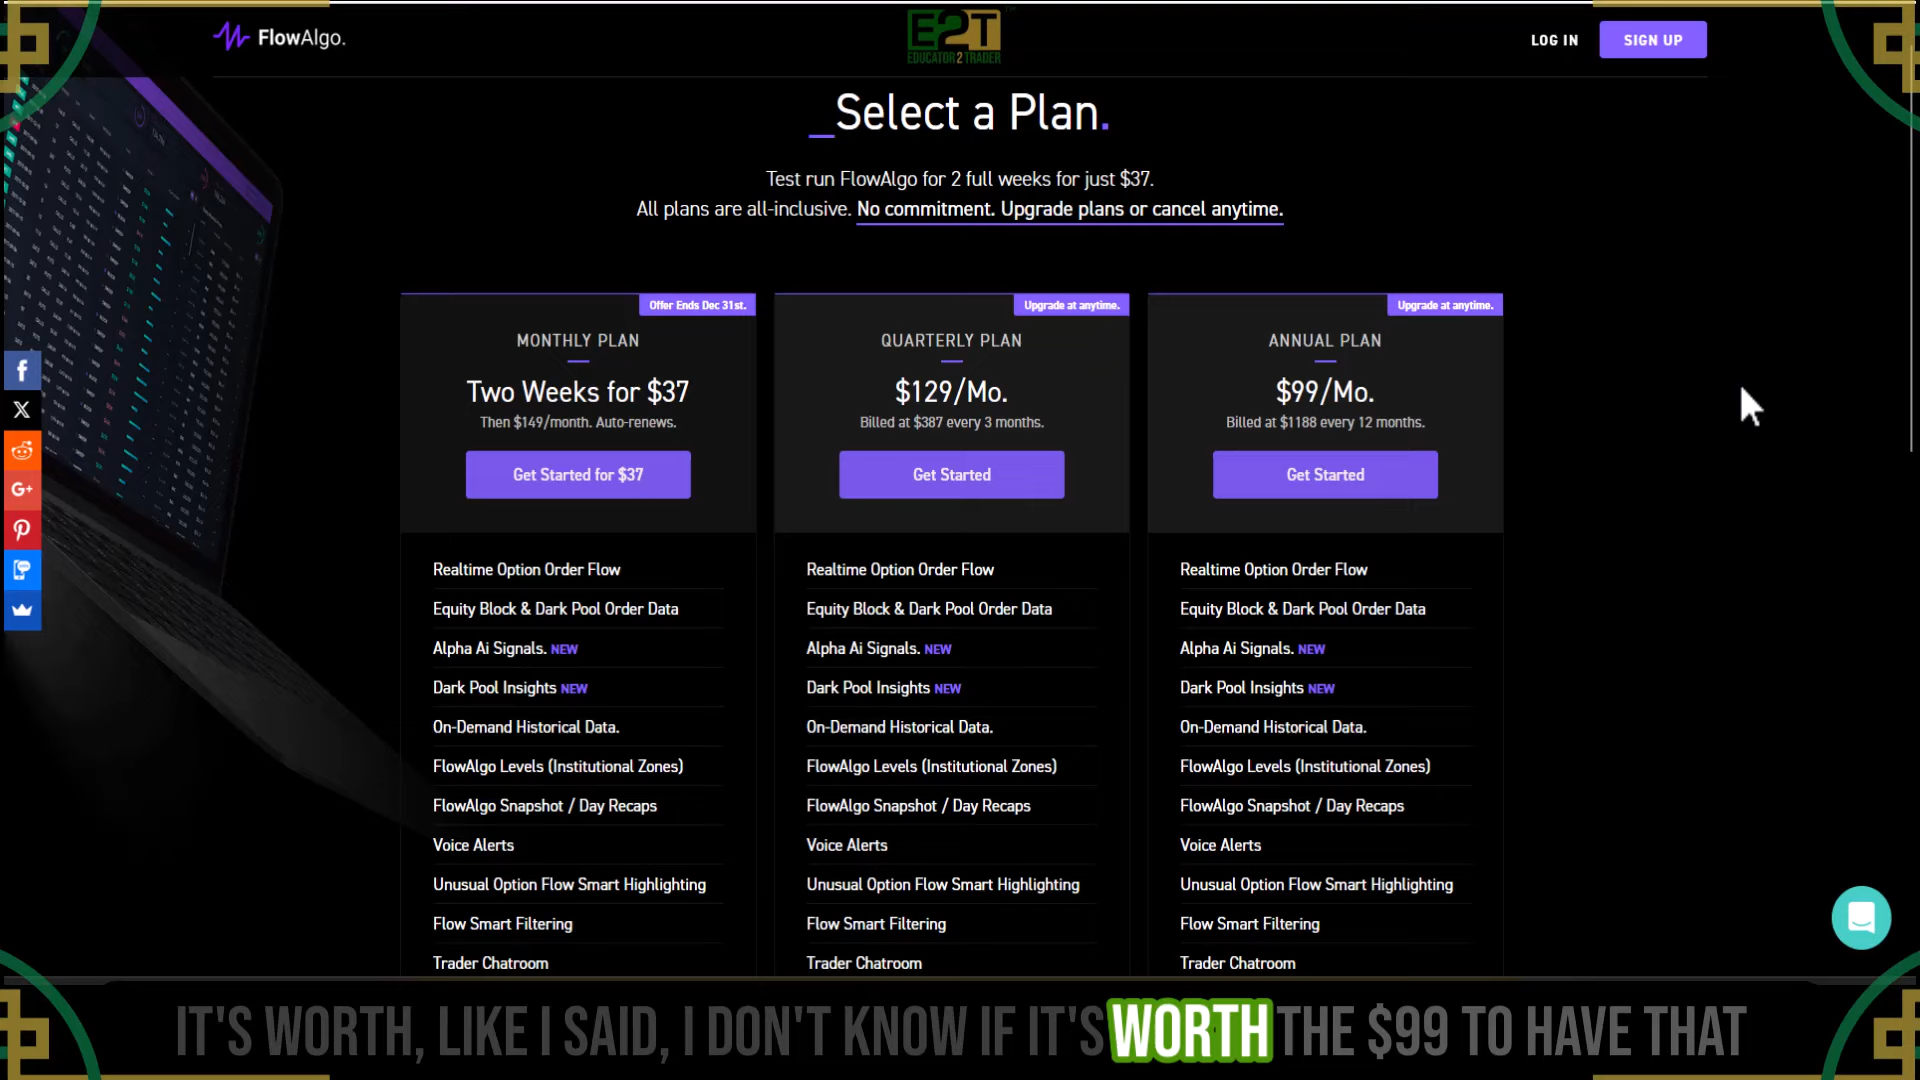 FlowAlgo.
E2T
EDUCATOR2TRADER
LOG IN
SIGN UP
_Select a Plan.
Test run FlowAlgo for 2 full weeks for just $37.
All plans are all-inclusive. No commitment. Upgrade plans or cancel anytime.
Offer Ends Dec 31st.
MONTHLY PLAN
Two Weeks for $37
Then $149/month. Auto-renews.
Get Started for $37
Realtime Option Order Flow
Equity Block & Dark Pool Order Data
Alpha Ai Signals. NEW
Dark Pool Insights NEW
On-Demand Historical Data.
FlowAlgo Levels (Institutional Zones)
FlowAlgo Snapshot / Day Recaps
Voice Alerts
Unusual Option Flow Smart Highlighting
Flow Smart Filtering
Trader Chatroom
Upgrade at anytime.
QUARTERLY PLAN
$129/Mo.
Billed at $387 every 3 months.
Get Started
Realtime Option Order Flow
Equity Block & Dark Pool Order Data
Alpha Ai Signals. NEW
Dark Pool Insights NEW
On-Demand Historical Data.
FlowAlgo Levels (Institutional Zones)
FlowAlgo Snapshot / Day Recaps
Voice Alerts
Unusual Option Flow Smart Highlighting
Flow Smart Filtering
Trader Chatroom
Upgrade at anytime.
ANNUAL PLAN
$99/Mo.
Billed at $1188 every 12 months.
Get Started
Realtime Option Order Flow
Equity Block & Dark Pool Order Data
Alpha Ai Signals. NEW
Dark Pool Insights NEW
On-Demand Historical Data.
FlowAlgo Levels (Institutional Zones)
FlowAlgo Snapshot / Day Recaps
Voice Alerts
Unusual Option Flow Smart Highlighting
Flow Smart Filtering
Trader Chatroom
IT'S WORTH, LIKE I SAID, I DON'T KNOW IF IT'S WORTH THE $99 TO HAVE THAT